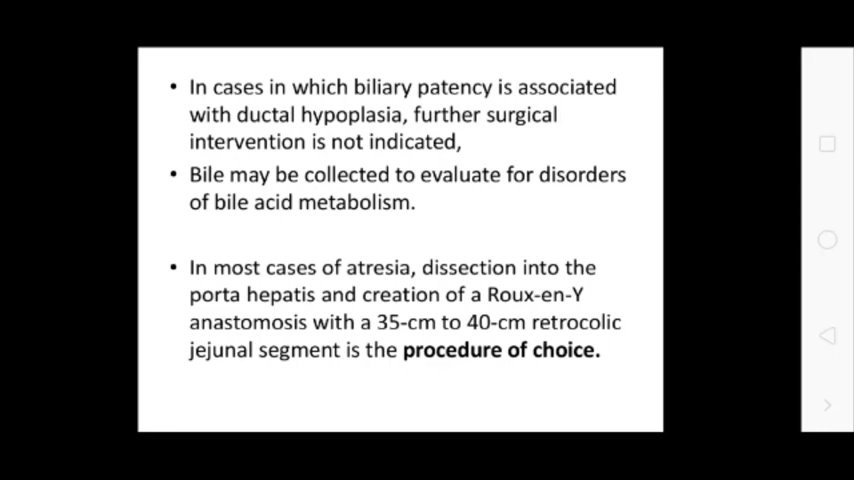 • In cases in which biliary patency is associated
with ductal hypoplasia, further surgical
intervention is not indicated,
• Bile may be collected to evaluate for disorders
of bile acid metabolism.
• In most cases of atresia, dissection into the
porta hepatis and creation of a Roux-en-Y
anastomosis with a 35-cm to 40-cm retrocolic
jejunal segment is the procedure of choice.